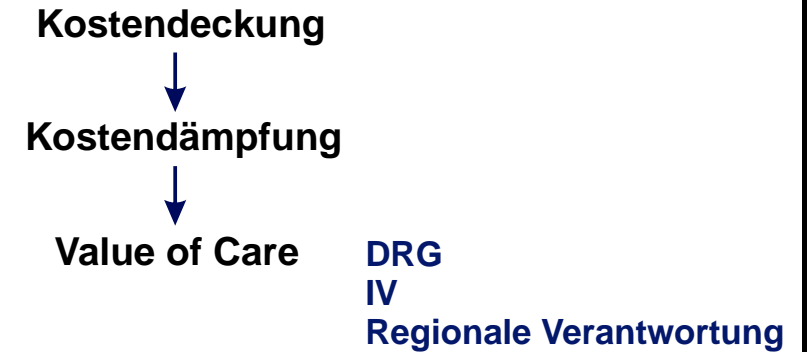 Kostendeckung
Kostendämpfung
Value of Care
DRG
IV
Regionale Verantwortung